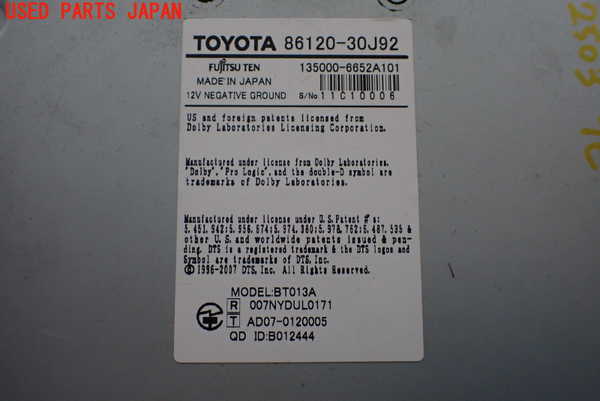 USED PARTS JAPAN
TOYOTA 86120-30J92
FUJITSU TEN 135000-6652A101
MADE IN JAPAN
12V NEGATIVE GROUND S/No 11C10006
US and foreign patents licensed from
Dolby Laboratories Licensing Corporation.
Manufactured under license from Dolby Laboratories.
"Dolby", "Pro Logic", and the double-D symbol are
trademarks of Dolby Laboratories.
Manufactured under license under U.S. Patent #'s:
5,451,942; 5,956,674; 5,974,380; 5,978,762; 5,487,535 &
other U.S. and worldwide patents issued & pen-
ding. DTS is a registered trademark & the DTS logos and
Symbol are trademarks of DTS, Inc.
© 1996-2007 DTS, Inc. All Rights Reserved.
MODEL:BT013A
R 007NYDUL0171
T AD07-0120005
QD ID:B012444